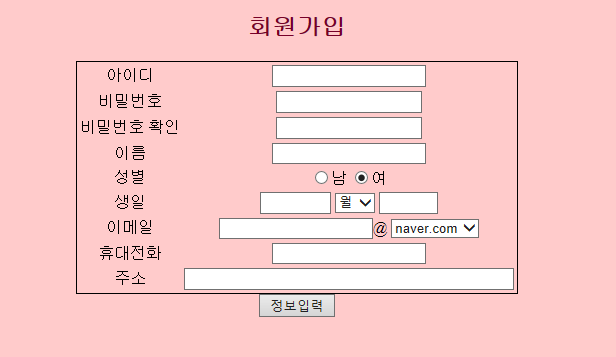 회원가입
아이디
비밀번호
비밀번호 확인
이름
성별 남 여
생일 월
이메일 @ naver.com
휴대전화
주소
정보입력